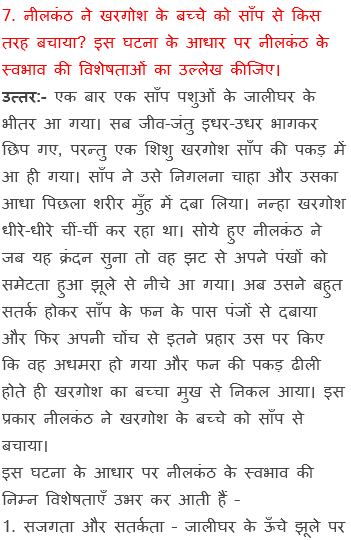 7. नीलकंठ ने खरगोश के बच्चे को साँप से किस
तरह बचाया? इस घटना के आधार पर नीलकंठ के
स्वभाव की विशेषताओं का उल्लेख कीजिए।
उत्तर:- एक बार एक साँप पशुओं के जालीघर के
भीतर आ गया। सब जीव-जंतु इधर-उधर भागकर
छिप गए, परन्तु एक शिशु खरगोश साँप की पकड़ में
आ ही गया। साँप ने उसे निगलना चाहा और उसका
आधा पिछला शरीर मुँह में दबा लिया। नन्हा खरगोश
धीरे-धीरे चीं-चीं कर रहा था। सोये हुए नीलकंठ ने
जब यह क्रंदन सुना तो वह झट से अपने पंखों को
समेटता हुआ झूले से नीचे आ गया। अब उसने बहुत
सतर्क होकर साँप के फन के पास पंजों से दबाया
और फिर अपनी चोंच से इतने प्रहार उस पर किए
कि वह अधमरा हो गया और फन की पकड़ ढीली
होते ही खरगोश का बच्चा मुख से निकल आया। इस
प्रकार नीलकंठ ने खरगोश के बच्चे को साँप से
बचाया।
इस घटना के आधार पर नीलकंठ के स्वभाव की
निम्न विशेषताएँ उभर कर आती हैं -
1. सजगता और सतर्कता - जालीघर के ऊँचे झूले पर